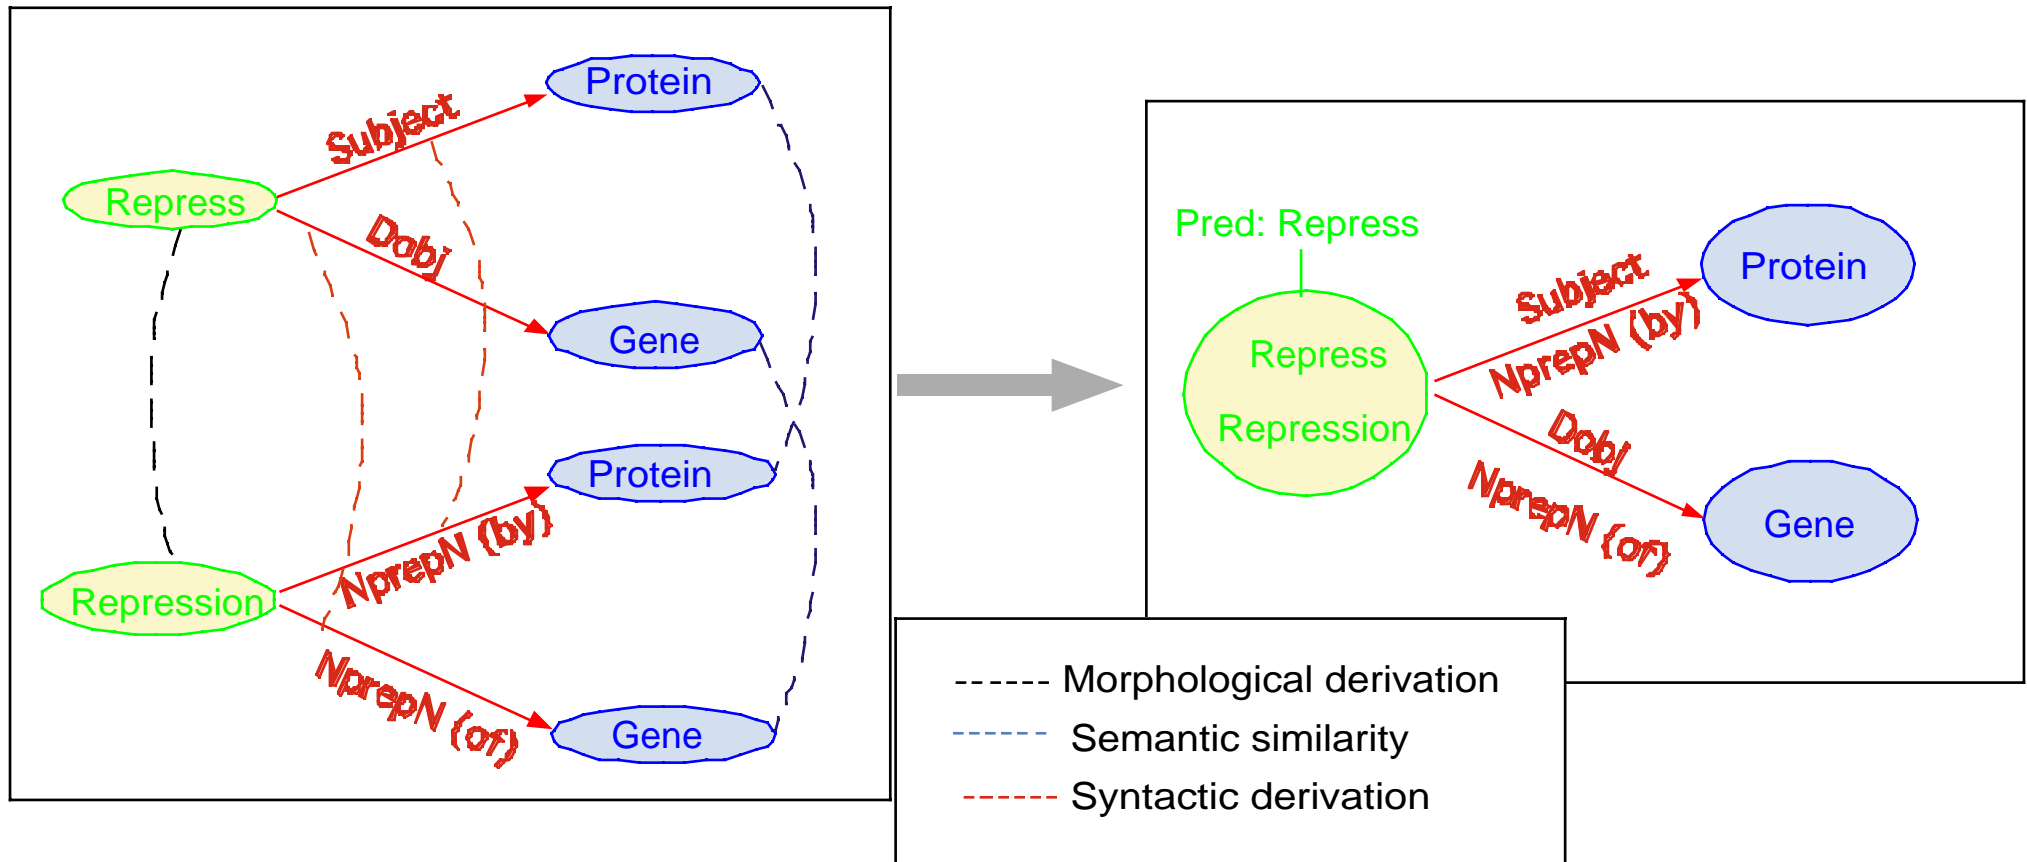 Protein
Subject
Repress
Dobj
Gene
Protein
NprepN (by)
Repression
NprepN (of)
Gene
Pred: Repress
Subject
Protein
NprepN (by)
Repress
Repression
Dobj
NprepN (of)
Gene
Morphological derivation
Semantic similarity
Syntactic derivation